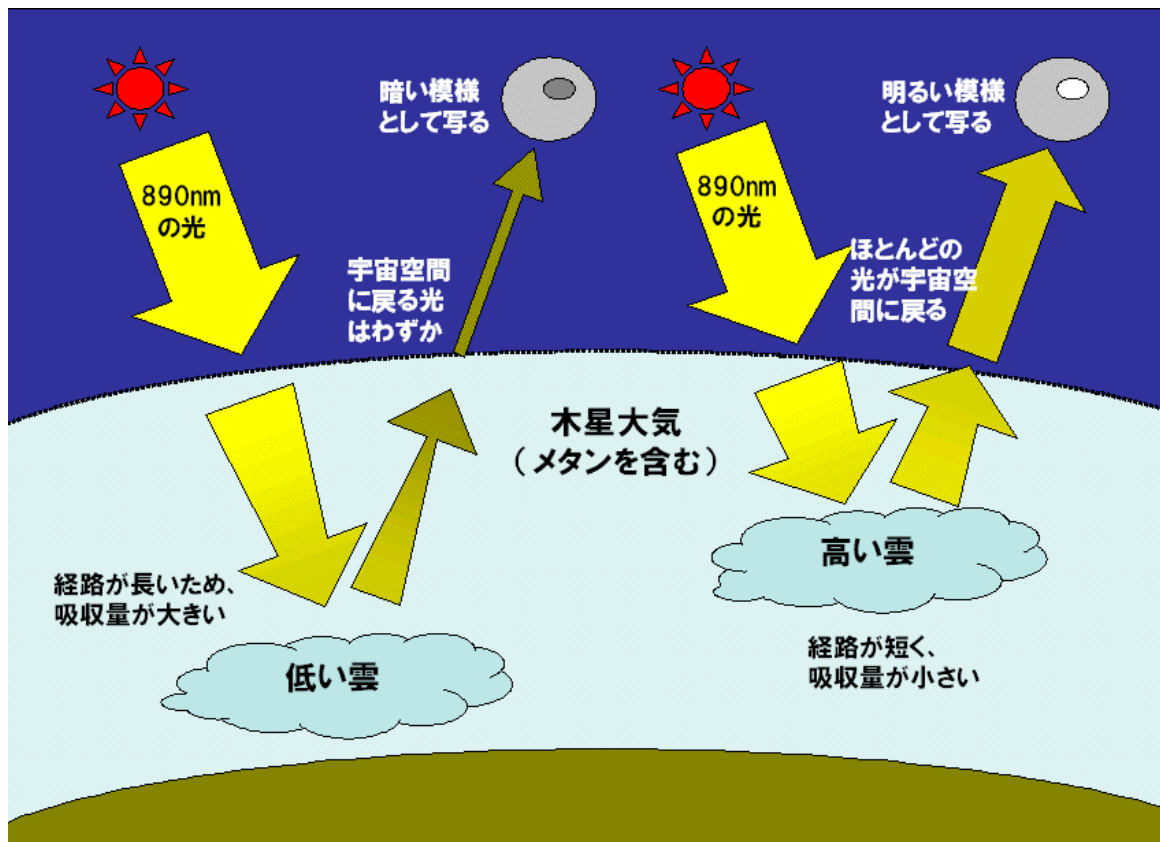 暗い模様
として写る
890nm
の光
宇宙空間
に戻る光
はわずか
明るい模様
として写る
890nm
の光
ほとんどの
光が宇宙空
間に戻る
木星大気
（メタンを含む）
経路が長いため、
吸収量が大きい
低い雲
高い雲
経路が短く、
吸収量が小さい